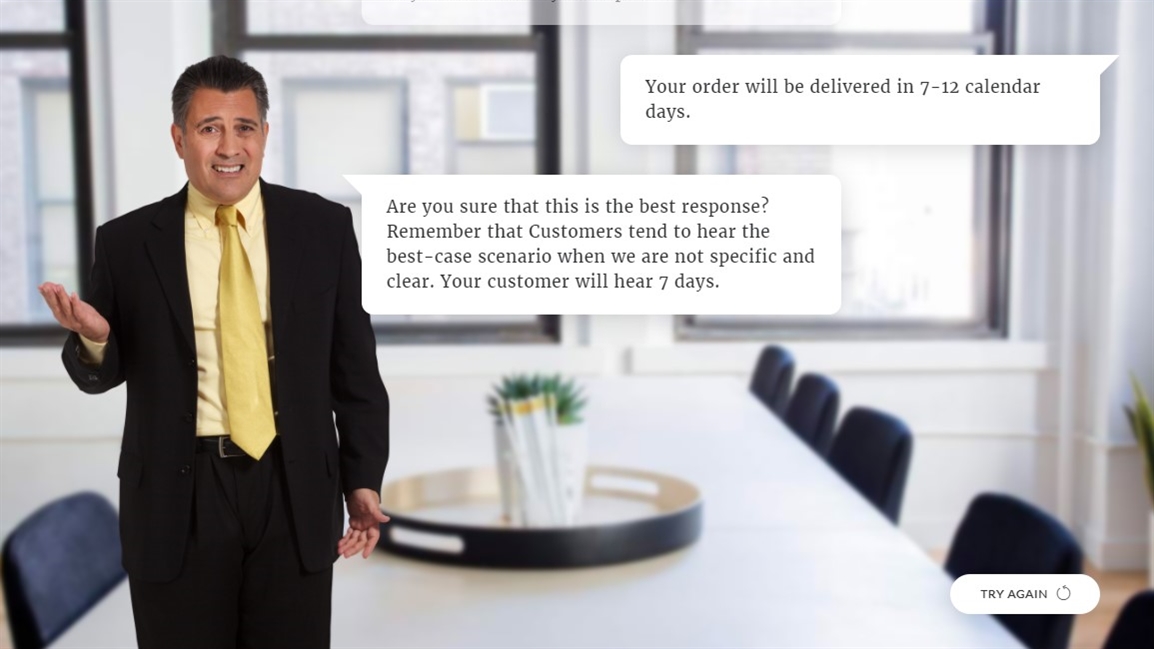 Your order will be delivered in 7-12 calendar
days.
Are you sure that this is the best response?
Remember that Customers tend to hear the
best-case scenario when we are not specific and
clear. Your customer will hear 7 days.
TRY AGAIN